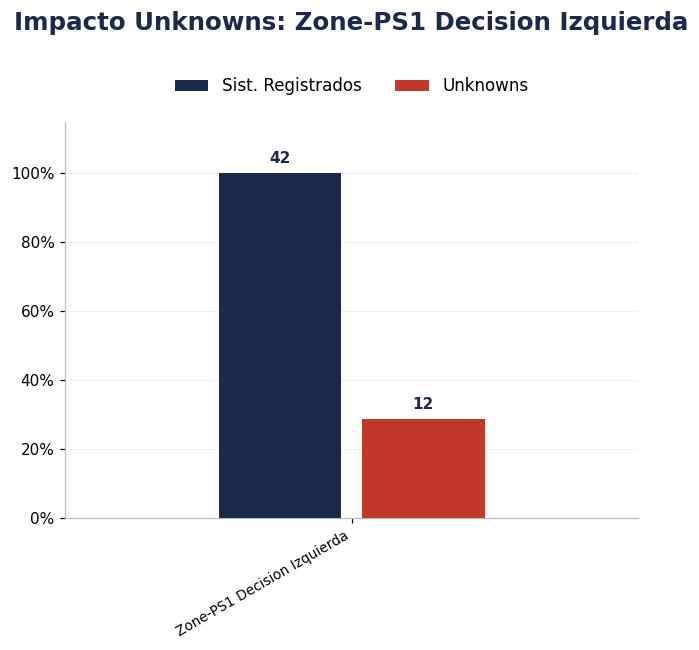 Impacto Unknowns: Zone-PS1 Decision Izquierda
Sist. Registrados
Unknowns
100%
80%
60%
40%
20%
0%
42
12
Zone-PS1 Decision Izquierda